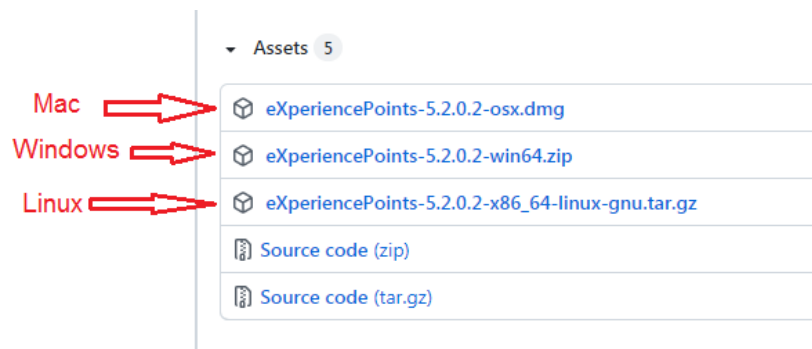 Assets 5
Mac eXperiencePoints-5.2.0.2-osx.dmg
Windows eXperiencePoints-5.2.0.2-win64.zip
Linux eXperiencePoints-5.2.0.2-x86_64-linux-gnu.tar.gz
Source code (zip)
Source code (tar.gz)